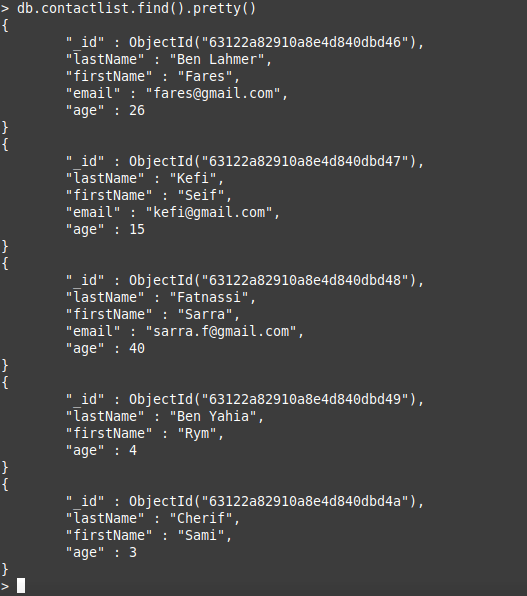 > db.contactlist.find().pretty()
{
"_id" : ObjectId("63122a82910a8e4d840dbd46"),
"lastName" : "Ben Lahmer",
"firstName" : "Fares",
"email" : "fares@gmail.com",
"age" : 26
}
{
"_id" : ObjectId("63122a82910a8e4d840dbd47"),
"lastName" : "Kefi",
"firstName" : "Seif",
"email" : "kefi@gmail.com",
"age" : 15
}
{
"_id" : ObjectId("63122a82910a8e4d840dbd48"),
"lastName" : "Fatnassi",
"firstName" : "Sarra",
"email" : "sarra.f@gmail.com",
"age" : 40
}
{
"_id" : ObjectId("63122a82910a8e4d840dbd49"),
"lastName" : "Ben Yahia",
"firstName" : "Rym",
"age" : 4
}
{
"_id" : ObjectId("63122a82910a8e4d840dbd4a"),
"lastName" : "Cherif",
"firstName" : "Sami",
"age" : 3
}
>